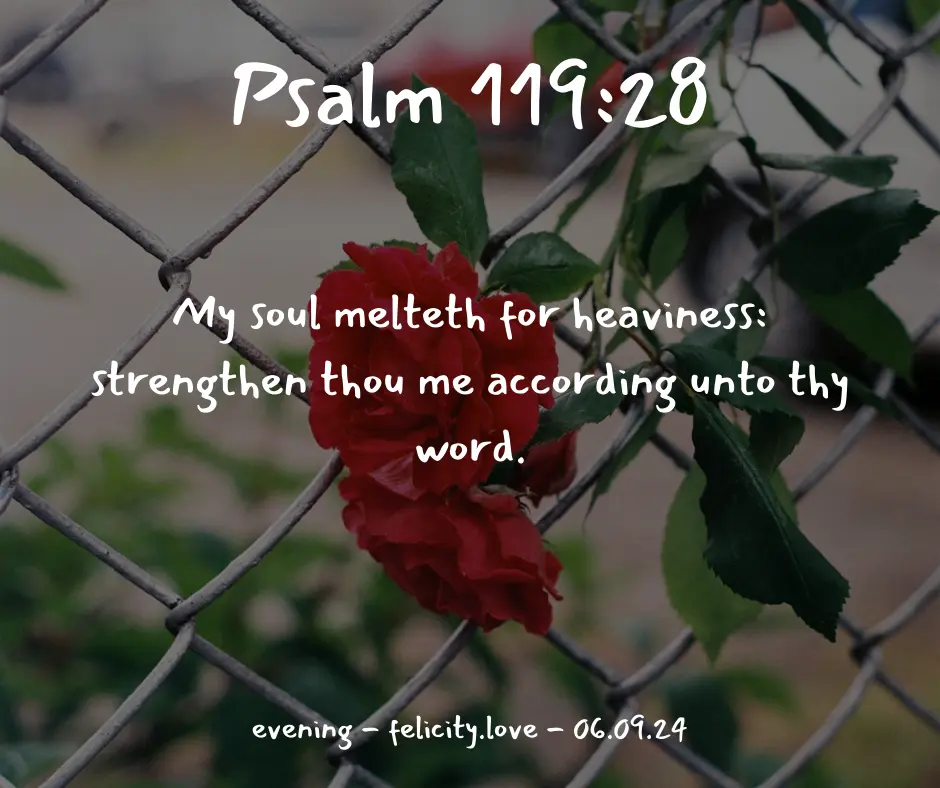 Psalm 119:28
My soul melteth for heaviness:
strengthen thou me according unto thy
word.
evening – felicity.love – 06.09.24